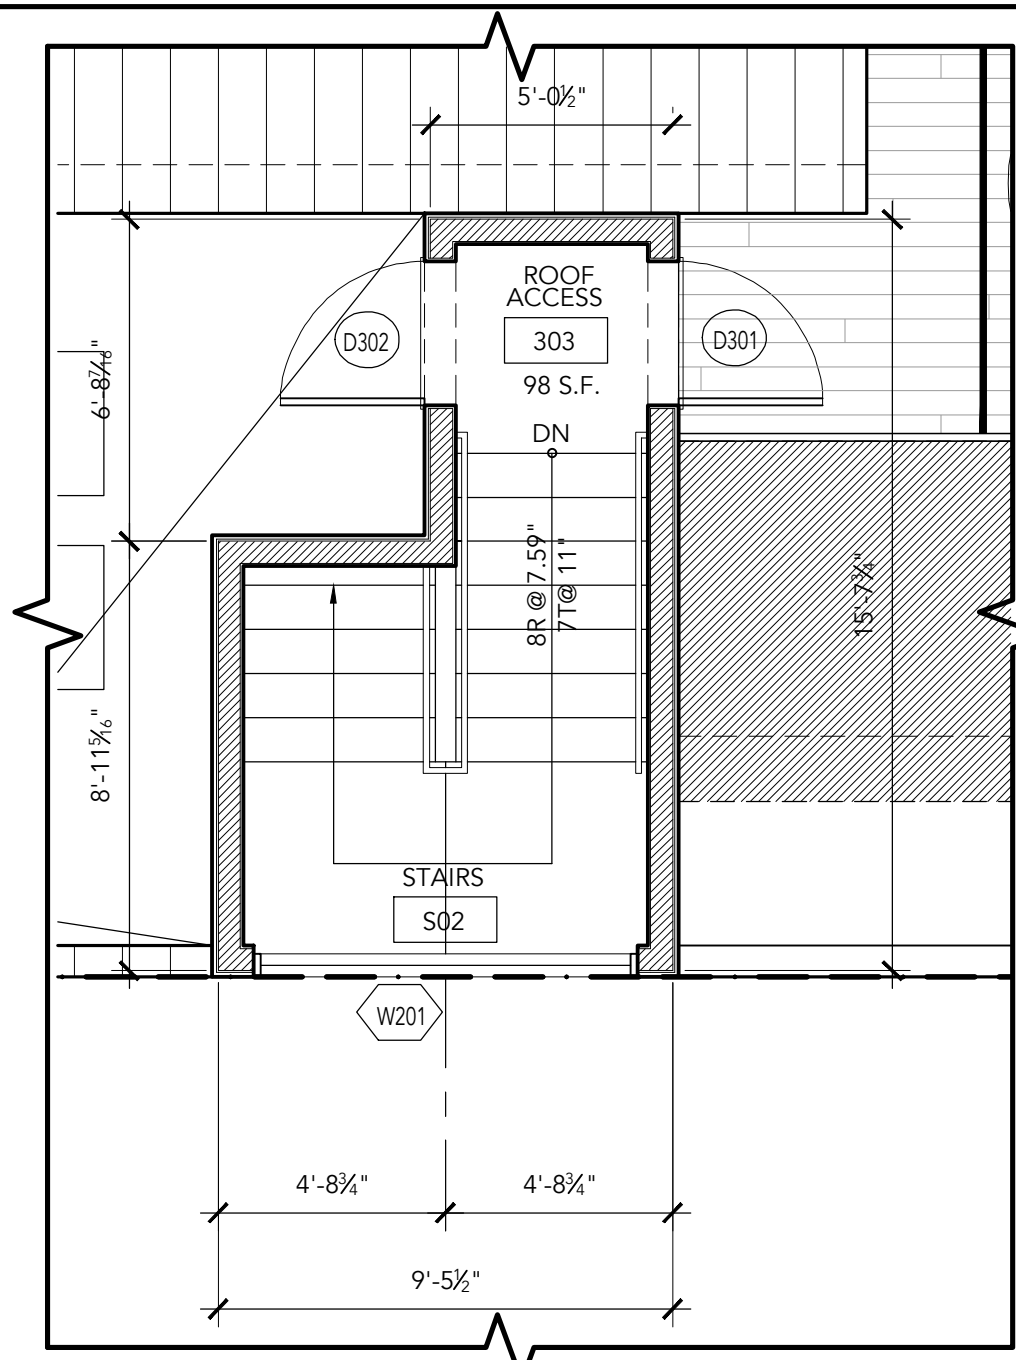 5'-0½"
ROOF
ACCESS
303
98 S.F.
D302
D301
6'-8⁷⁄₁₆"
DN
8R @ 7.59"
7T@ 11"
15'-7¾"
8'-11⁵⁄₁₆"
STAIRS
S02
W201
4'-8¾"
4'-8¾"
9'-5½"